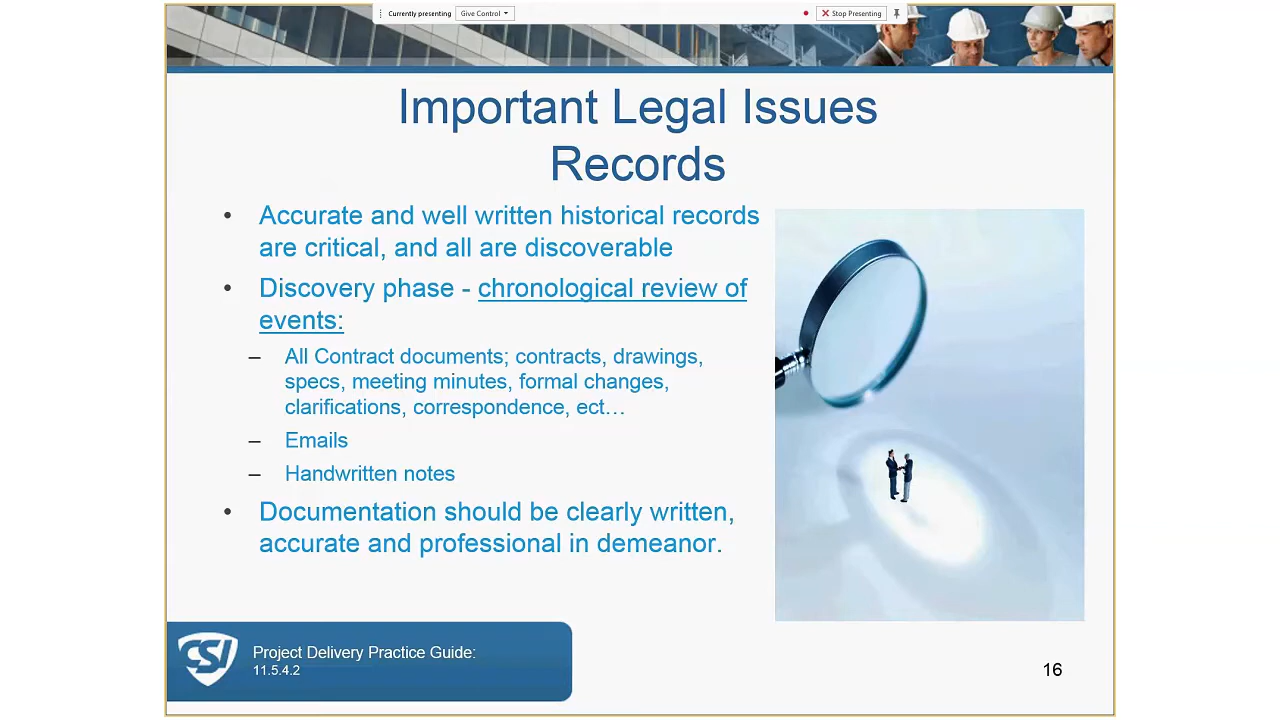 Currently presenting Give Control Stop Presenting
Important Legal Issues
Records
• Accurate and well written historical records
are critical, and all are discoverable
• Discovery phase - chronological review of
events:
– All Contract documents; contracts, drawings,
specs, meeting minutes, formal changes,
clarifications, correspondence, ect…
– Emails
– Handwritten notes
• Documentation should be clearly written,
accurate and professional in demeanor.
CSI
Project Delivery Practice Guide:
11.5.4.2
16